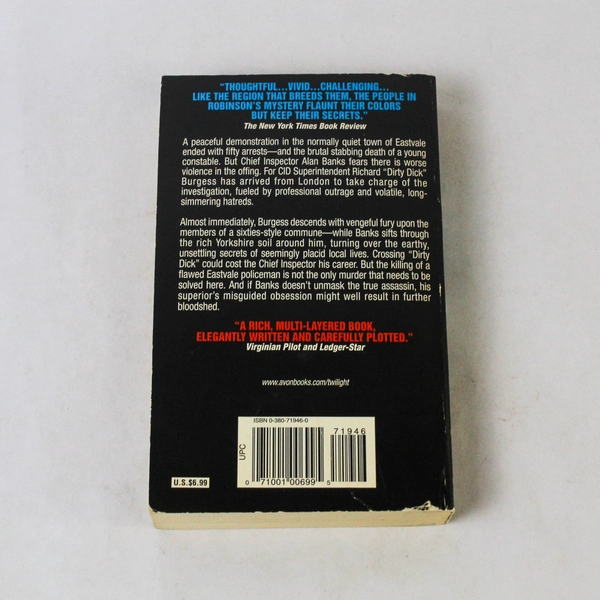 "THOUGHTFUL...VIVID...CHALLENGING...
LIKE THE REGION THAT BREEDS THEM, THE PEOPLE IN
ROBINSON'S MYSTERY FLAUNT THEIR COLORS
BUT KEEP THEIR SECRETS."
The New York Times Book Review
A peaceful demonstration in the normally quiet town of Eastvale
ended with fifty arrests—and the brutal stabbing death of a young
constable. But Chief Inspector Alan Banks fears there is worse
violence in the offing. For CID Superintendent Richard "Dirty Dick"
Burgess has arrived from London to take charge of the
investigation, fueled by professional outrage and volatile, long-
simmering hatreds.
Almost immediately, Burgess descends with vengeful fury upon the
members of a sixties-style commune—while Banks sifts through
the rich Yorkshire soil around him, turning over the earthy,
unsettling secrets of seemingly placid local lives. Crossing "Dirty
Dick" could cost the Chief Inspector his career. But the killing of a
flawed Eastvale policeman is not the only murder that needs to be
solved here. And if Banks doesn't unmask the true assassin, his
superior's misguided obsession might well result in further
bloodshed.
"A RICH, MULTI-LAYERED BOOK,
ELEGANTLY WRITTEN AND CAREFULLY PLOTTED."
Virginian Pilot and Ledger-Star
www.avonbooks.com/twilight
ISBN 0-380-71946-0
71946
UPC
0 71001 00699 5
U.S.$6.99